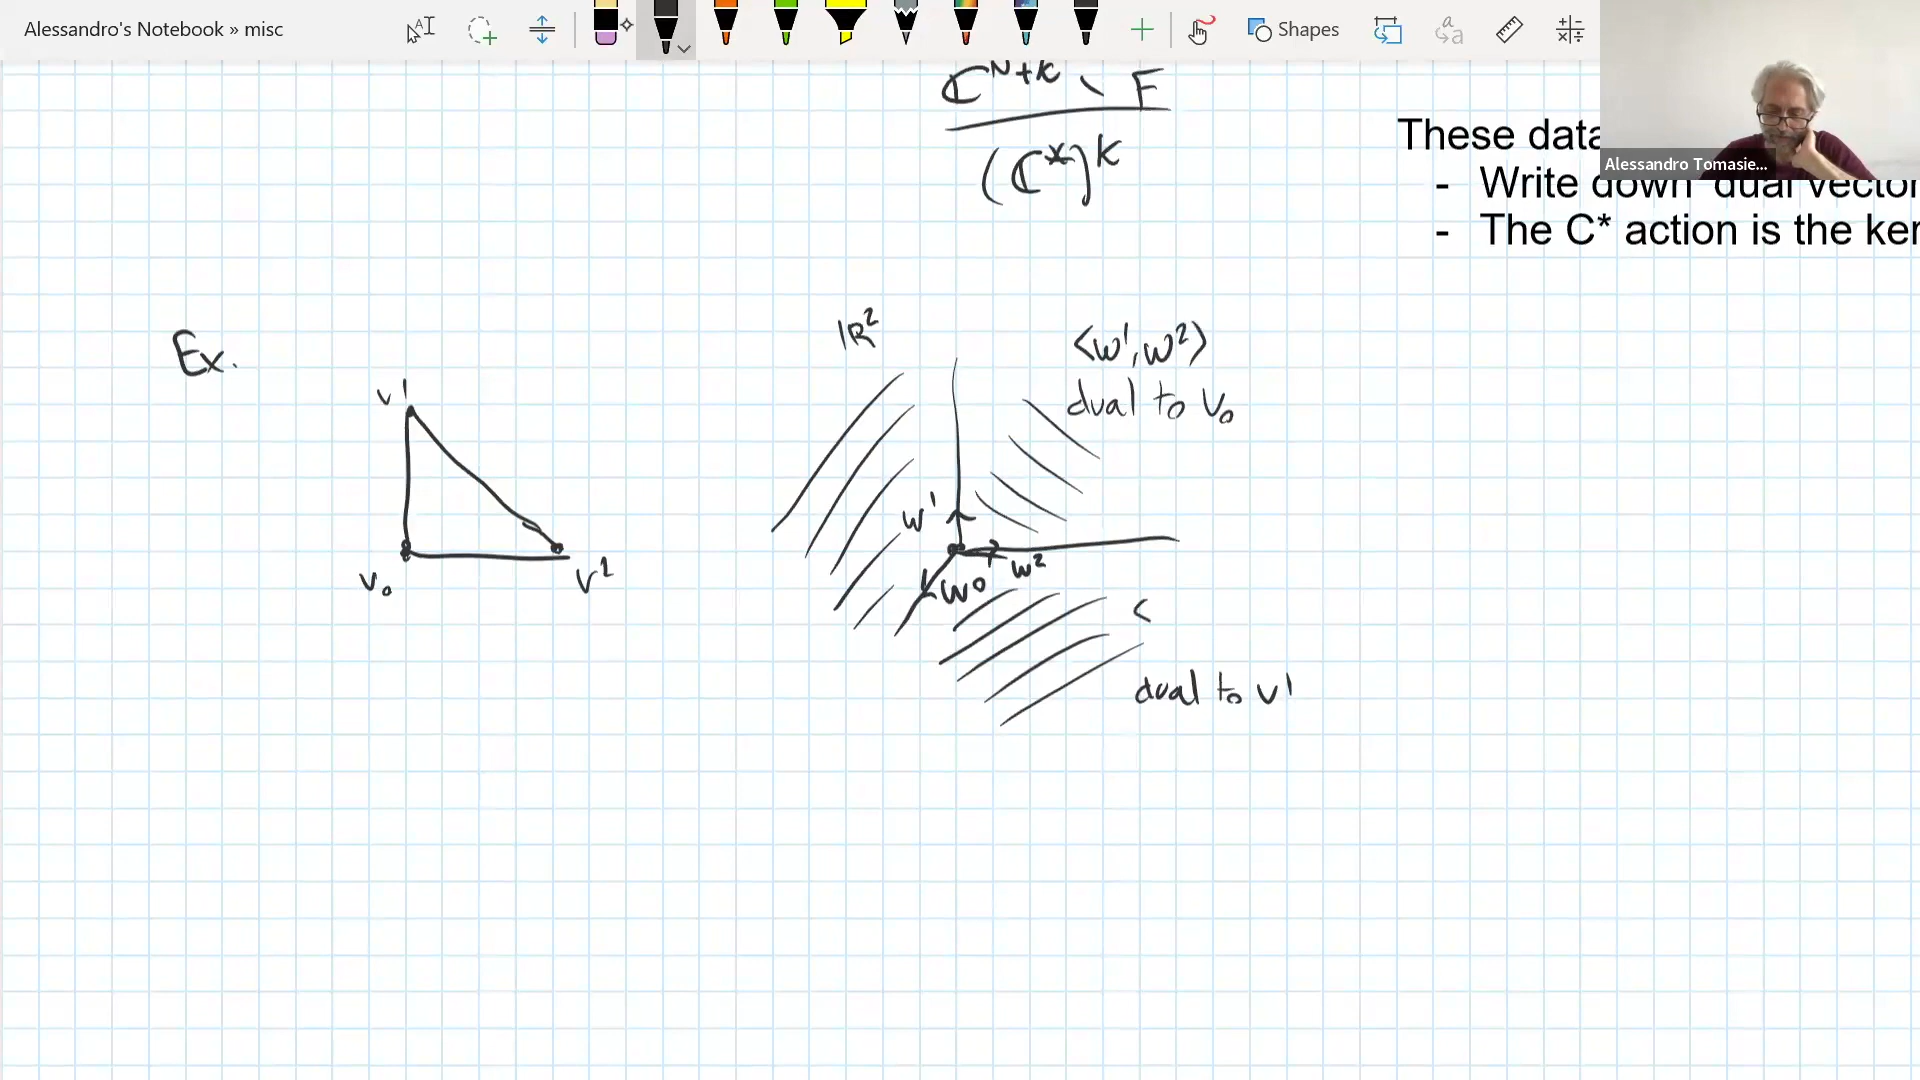 Alessandro's Notebook » misc
Shapes
ℂ^N+K \ F
(ℂ*)^K
These data
- Write down dual vector
- The C* action is the ker
Alessandro Tomasie...
Ex.
v¹
v₀
v²
ℝ²
⟨w¹, w²⟩
dual to v₀
w¹
w²
w⁰
<
dual to v¹